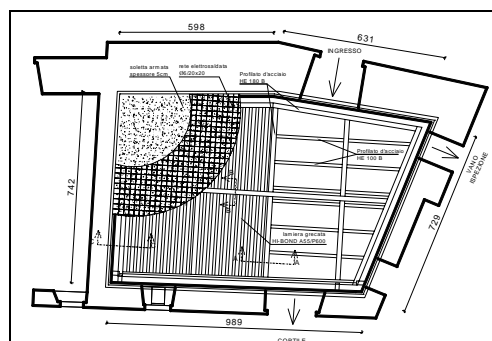 598
631
INGRESSO
soletta armata
spessore 5cm
rete elettrosaldata
Ø6/20x20
Profilato d'acciaio
HE 180 B
Profilato d'acciaio
HE 100 B
VANO
ISPEZIONE
742
729
lamiera grecata
HI-BOND A55/P600
A
A
A
A
989
CORTILE